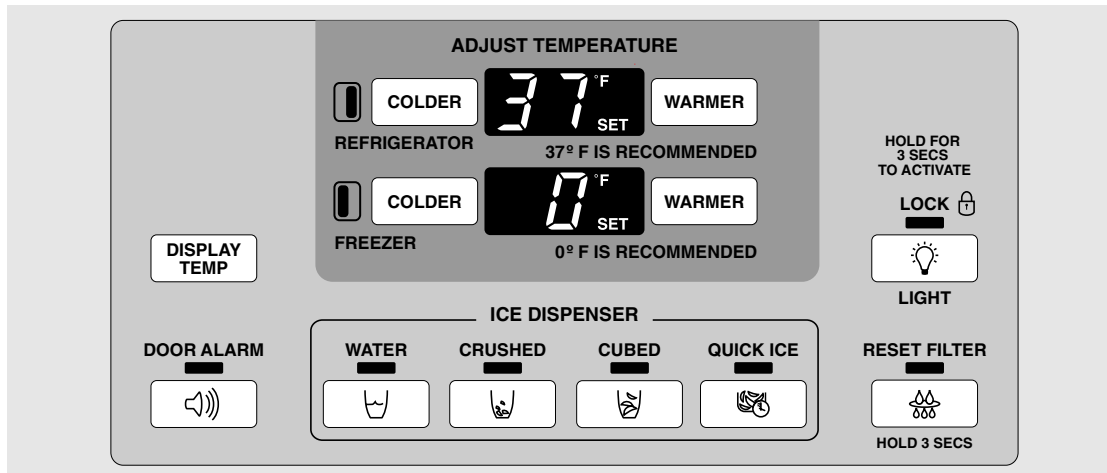 ADJUST TEMPERATURE
COLDER
37 °F
SET
WARMER
REFRIGERATOR
37º F IS RECOMMENDED
COLDER
0 °F
SET
WARMER
FREEZER
0º F IS RECOMMENDED
HOLD FOR
3 SECS
TO ACTIVATE
LOCK
LIGHT
DISPLAY
TEMP
ICE DISPENSER
DOOR ALARM
WATER
CRUSHED
CUBED
QUICK ICE
RESET FILTER
HOLD 3 SECS